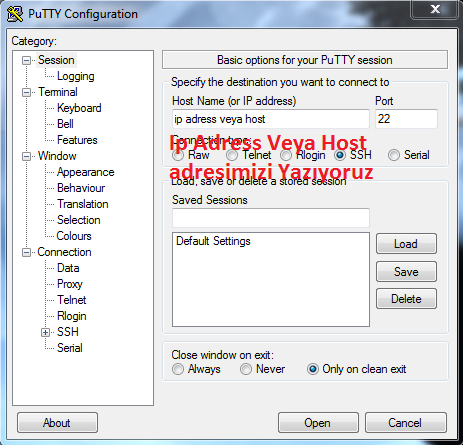 PuTTY Configuration
X
Category:
Session
Logging
Terminal
Keyboard
Bell
Features
Window
Appearance
Behaviour
Translation
Selection
Colours
Connection
Data
Proxy
Telnet
Rlogin
SSH
Serial
Basic options for your PuTTY session
Specify the destination you want to connect to
Host Name (or IP address) Port
ip adress veya host 22
Connection type:
Ip Adress Veya Host
Raw Telnet Rlogin SSH Serial
adresimizi Yazıyoruz
Load, save or delete a stored session
Saved Sessions
Default Settings
Load
Save
Delete
Close window on exit:
Always Never Only on clean exit
About Open Cancel